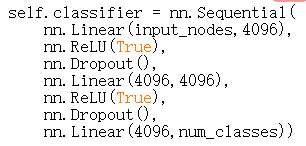 self.classifier = nn.Sequential(
    nn.Linear(input_nodes,4096),
    nn.ReLU(True),
    nn.Dropout(),
    nn.Linear(4096,4096),
    nn.ReLU(True),
    nn.Dropout(),
    nn.Linear(4096,num_classes))